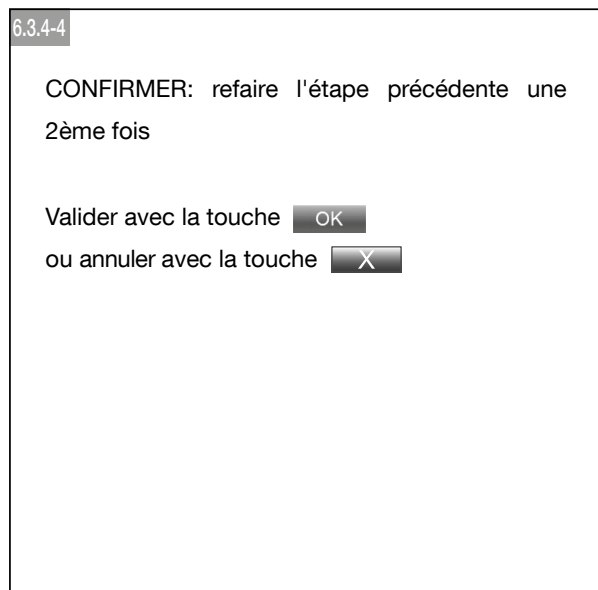 6.3.4-4
CONFIRMER: refaire l'étape précédente une
2ème fois
Valider avec la touche OK
ou annuler avec la touche X